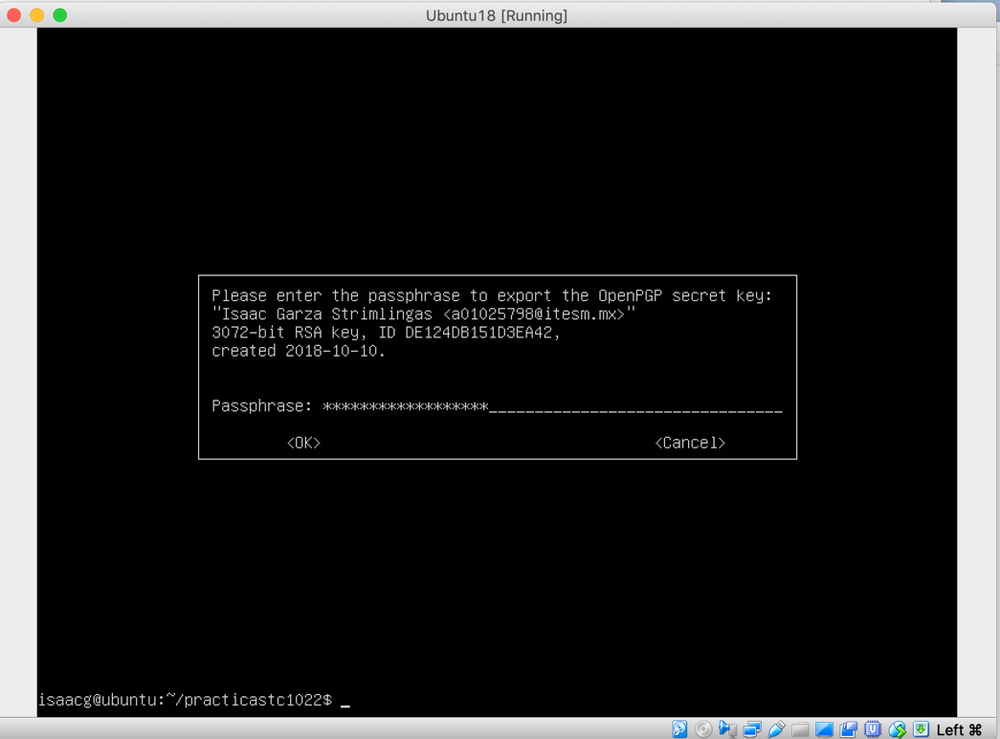 Ubuntu18 [Running]
Please enter the passphrase to export the OpenPGP secret key:
"Isaac Garza Strimlingas <a01025798@itesm.mx>"
3072-bit RSA key, ID DE124DB151D3EA42,
created 2018-10-10.
Passphrase: ******************________________________________
<OK> <Cancel>
isaacg@ubuntu:~/practicastc1022$ _
Left ⌘